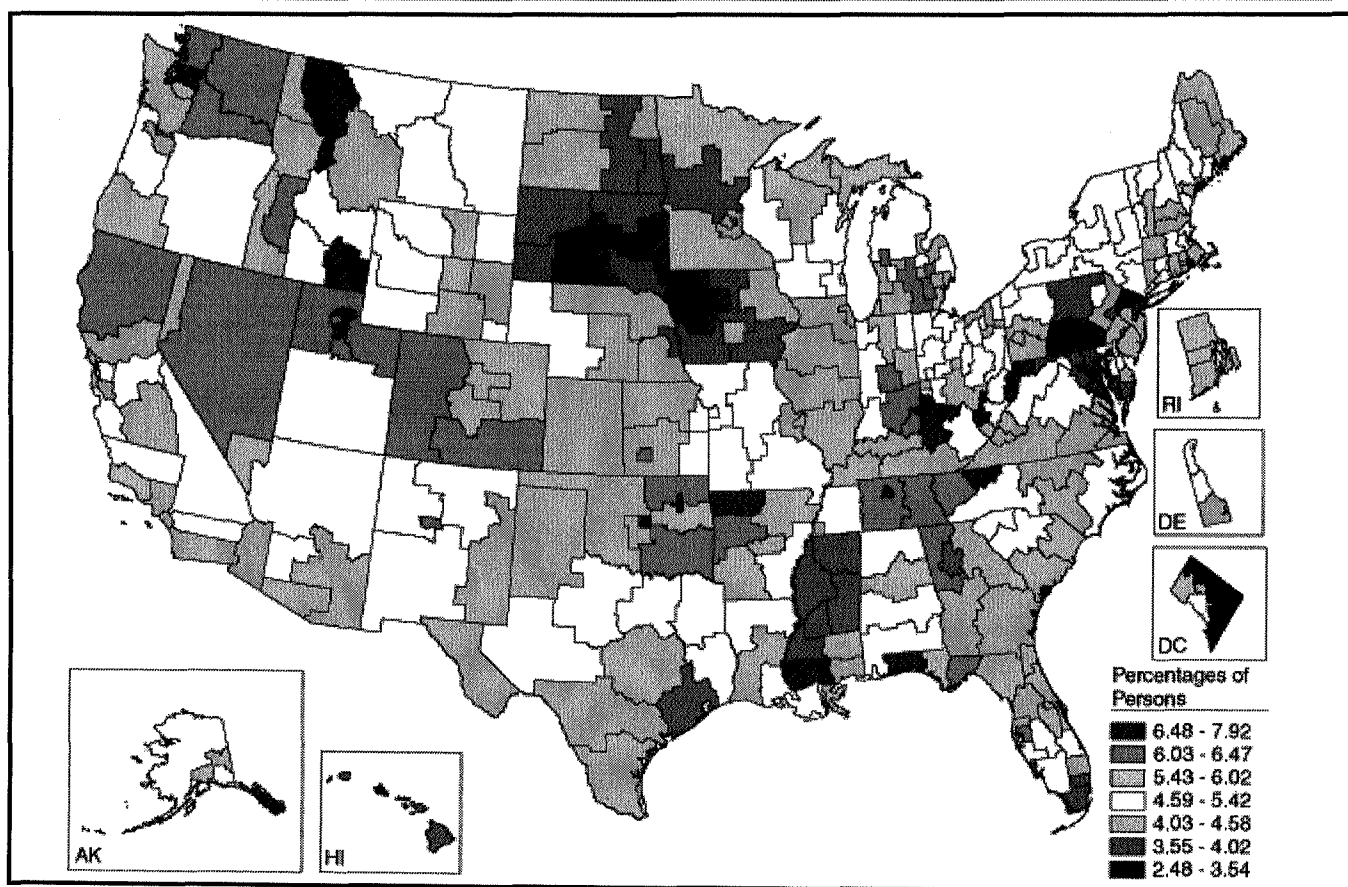 RI
DE
DC
AK
HI
Percentages of
Persons
6.48 - 7.92
6.03 - 6.47
5.43 - 6.02
4.59 - 5.42
4.03 - 4.58
3.55 - 4.02
2.48 - 3.54